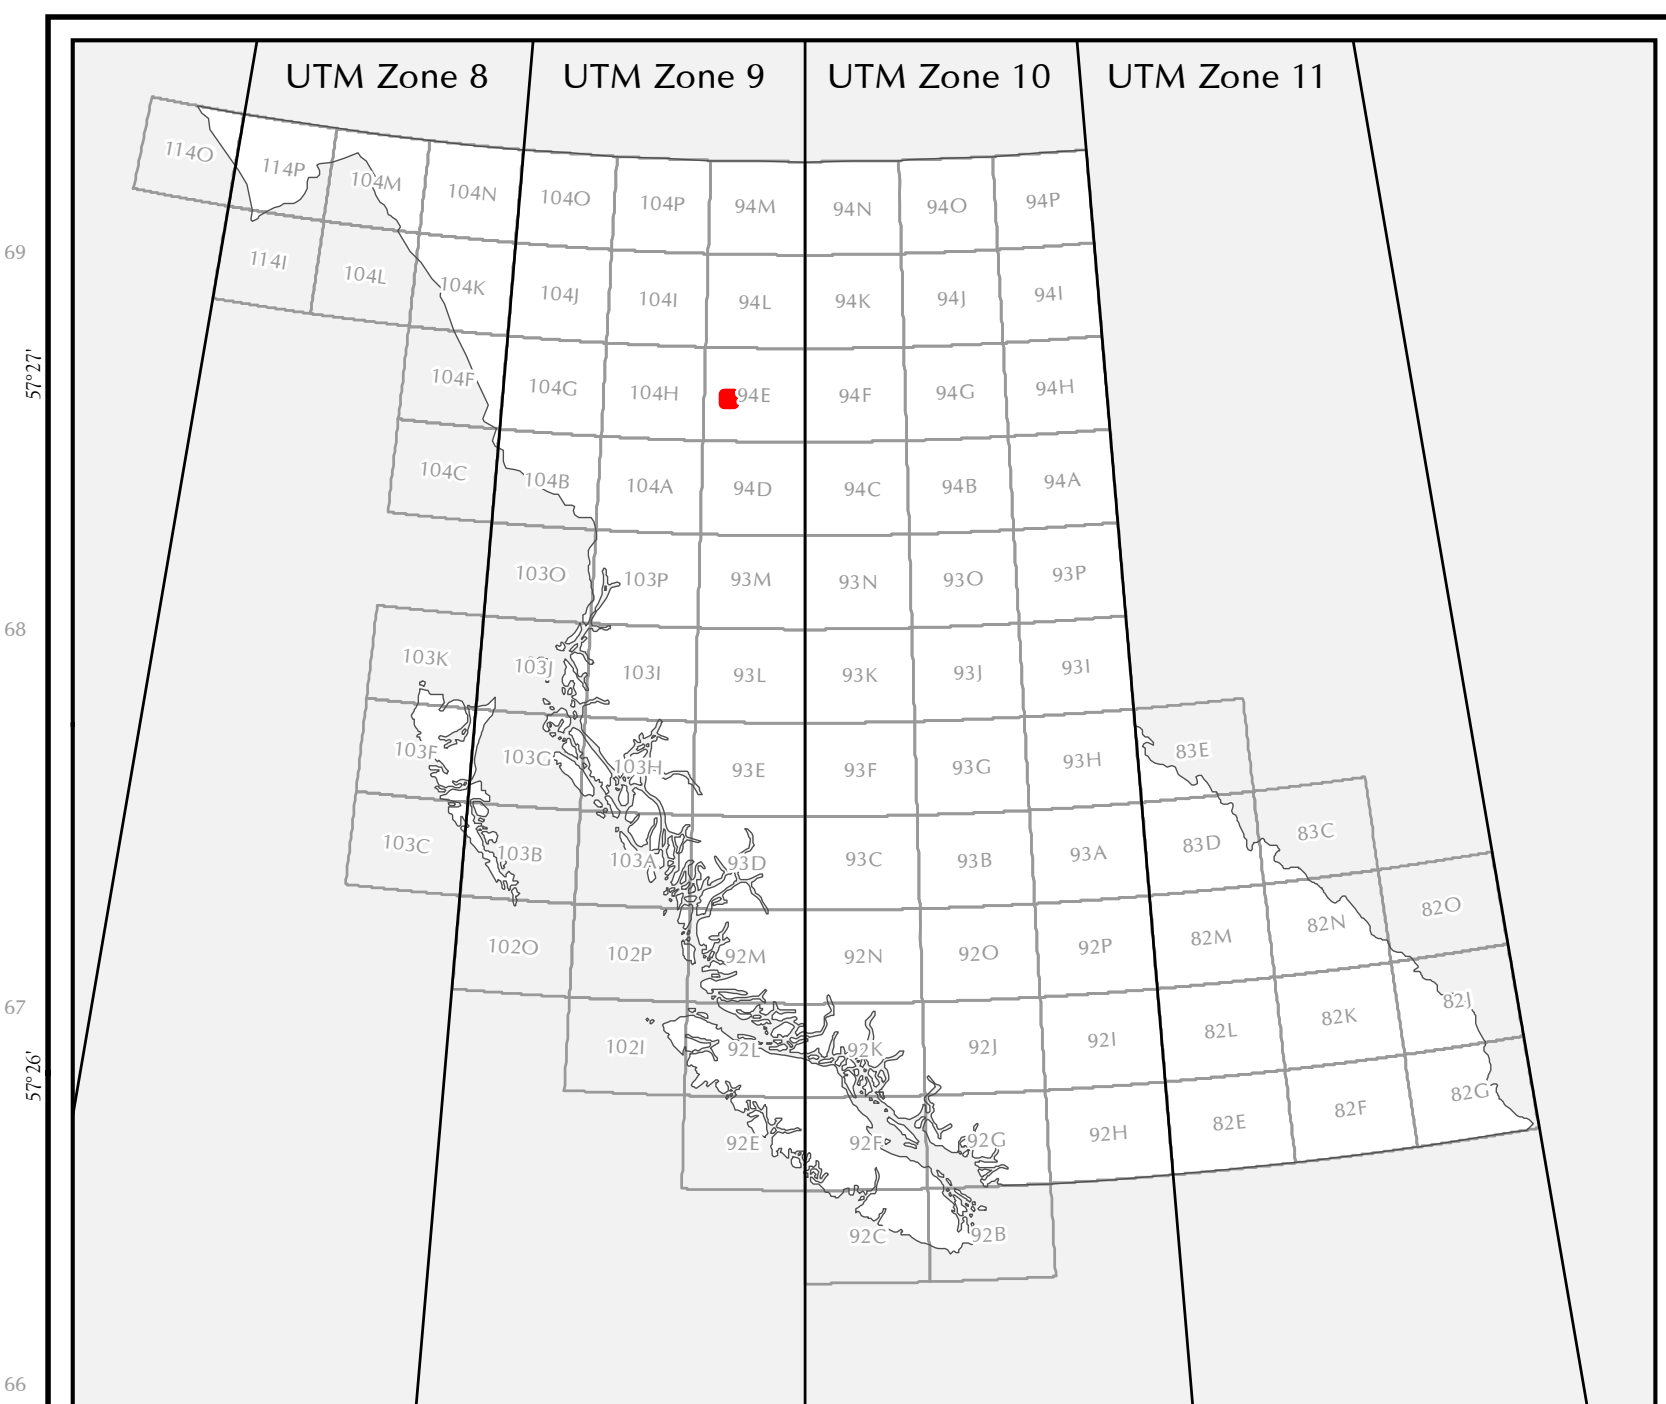 UTM Zone 8 UTM Zone 9 UTM Zone 10 UTM Zone 11
114O 114P 104M 104N 104O 104P 94M 94N 94O 94P
69
114I 104L 104K 104J 104I 94L 94K 94J 94I
57°27'
104F 104G 104H 94E 94F 94G 94H
104C 104B 104A 94D 94C 94B 94A
103O 103P 93M 93N 93O 93P
68
103K 103J 103I 93L 93K 93J 93I
103F 103G 103H 93E 93F 93G 93H 83E
103C 103B 103A 93D 93C 93B 93A 83D 83C
102O 102P 92M 92N 92O 92P 82M 82N 82O
67
102I 92L 92K 92J 92I 82L 82K 82J
57°26'
92E 92F 92G 92H 82E 82F 82G
92C 92B
66